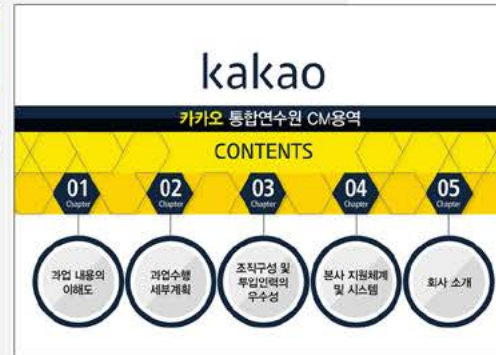 kakao
카카오 통합연수원 CM용역
CONTENTS
01
Chapter
02
Chapter
03
Chapter
04
Chapter
05
Chapter
과업 내용의
이해도
과업수행
세부계획
조직구성 및
투입인력의
우수성
본사 지원체계
및 시스템
회사 소개